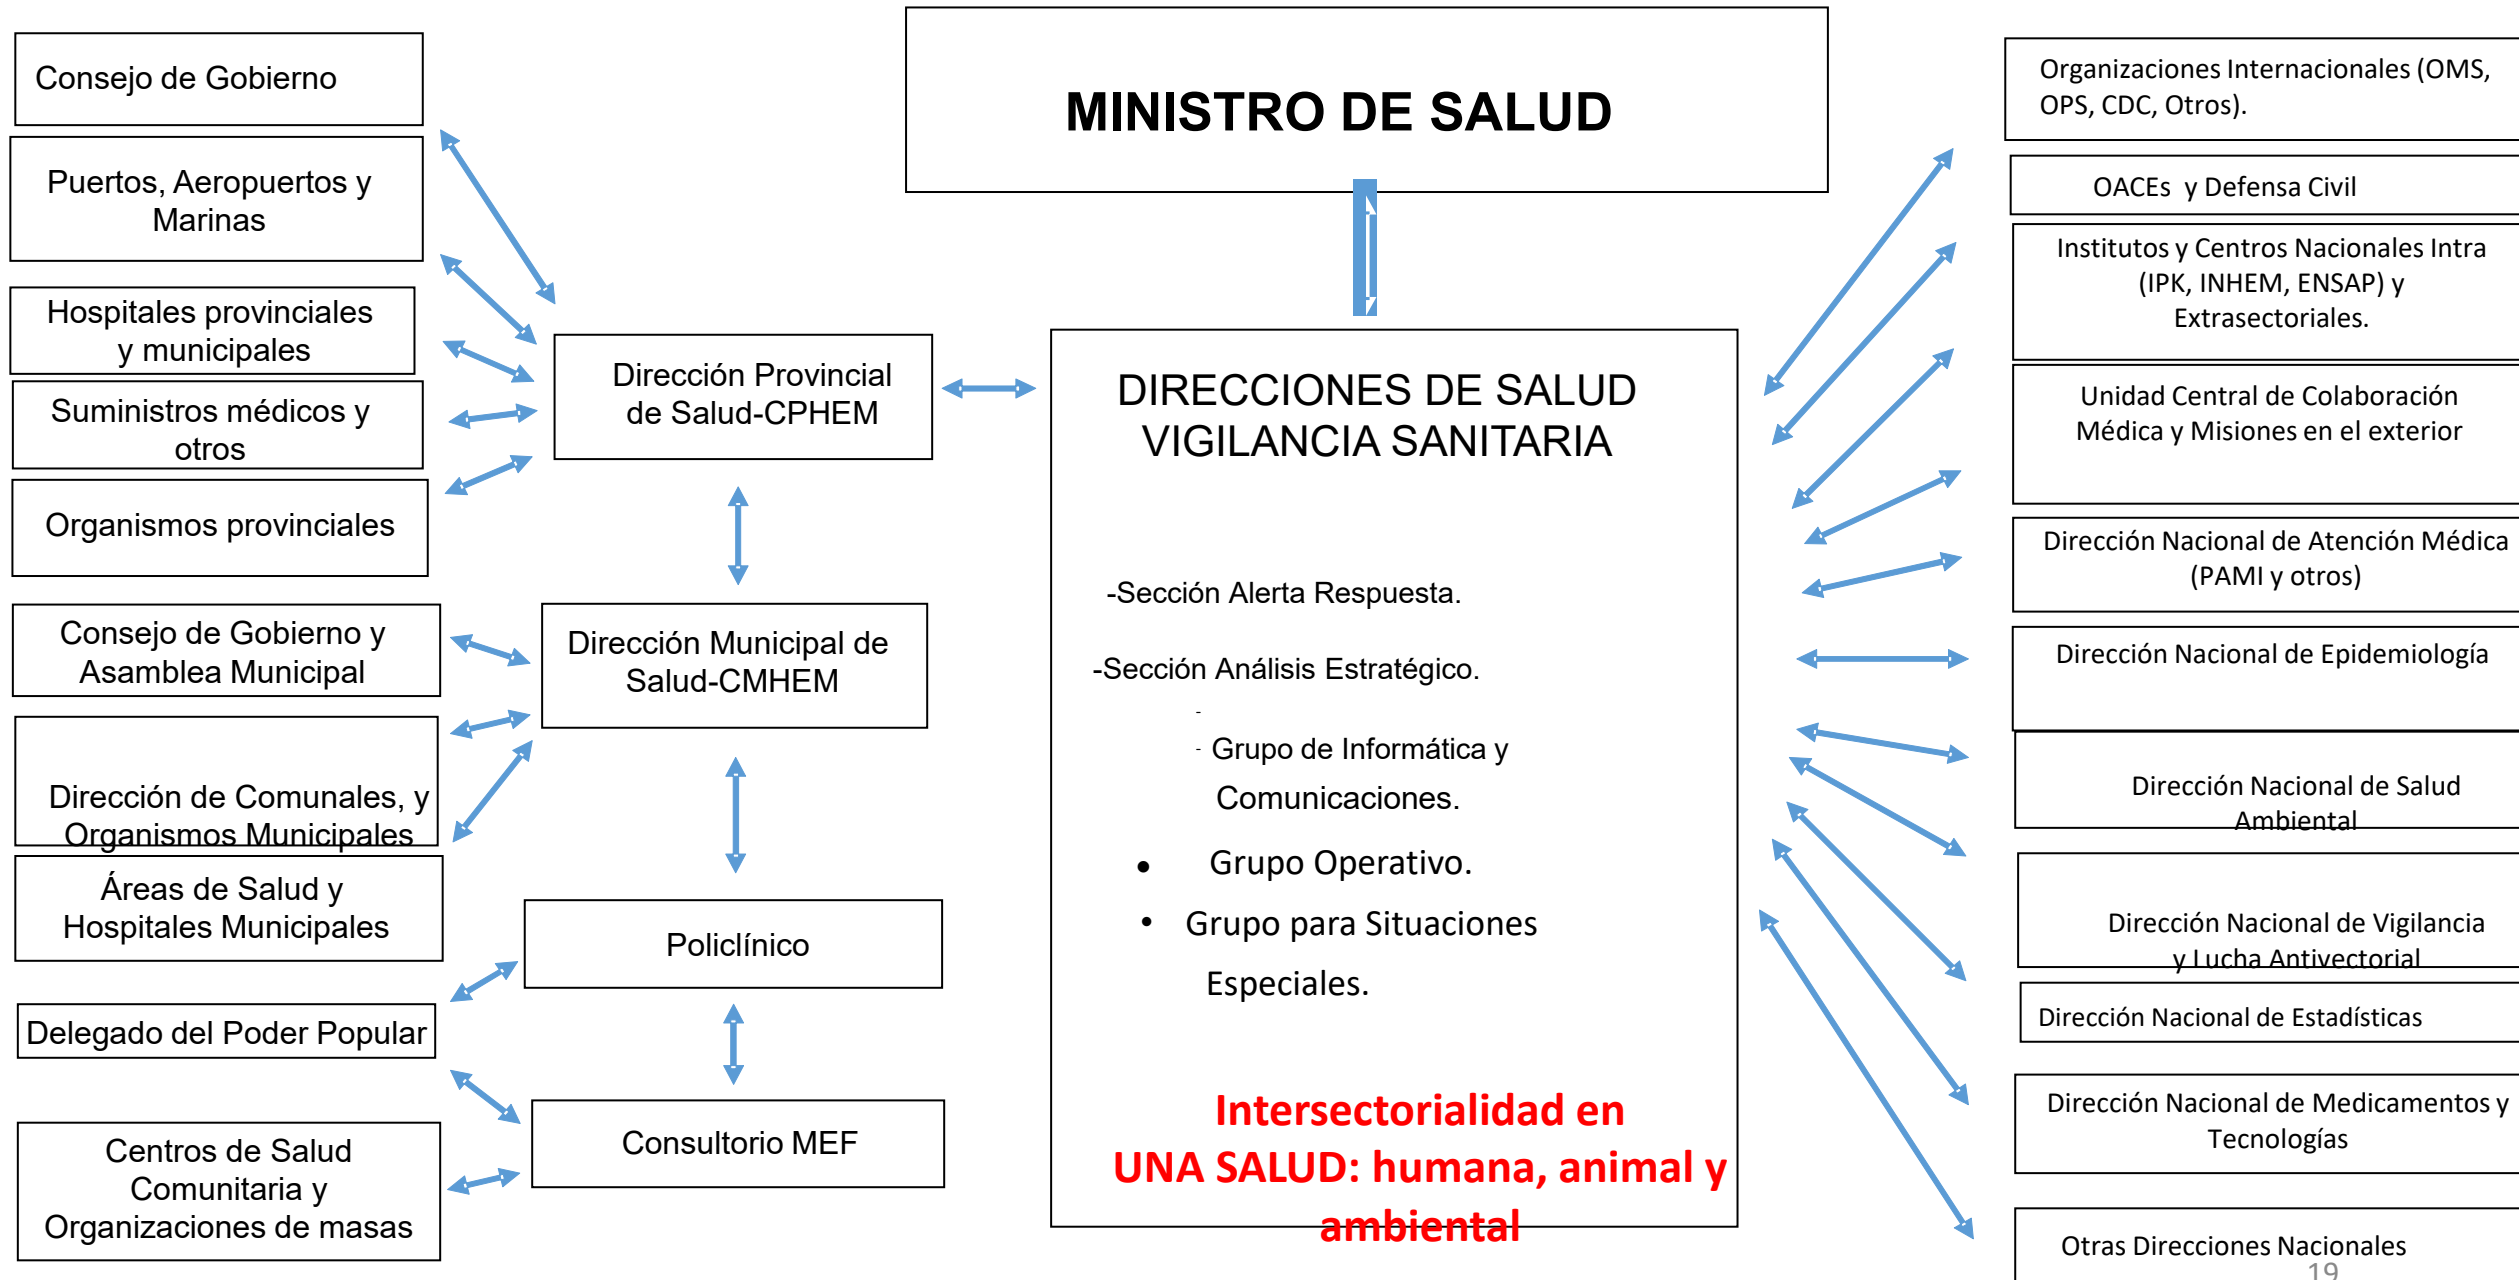 MINISTRO DE SALUD
Consejo de Gobierno
Puertos, Aeropuertos y
Marinas
Hospitales provinciales
y municipales
Suministros médicos y
otros
Organismos provinciales
Consejo de Gobierno y
Asamblea Municipal
Dirección de Comunales, y
Organismos Municipales
Áreas de Salud y
Hospitales Municipales
Delegado del Poder Popular
Centros de Salud
Comunitaria y
Organizaciones de masas
Dirección Provincial
de Salud-CPHEM
Dirección Municipal de
Salud-CMHEM
Policlínico
Consultorio MEF
DIRECCIONES DE SALUD
VIGILANCIA SANITARIA
-Sección Alerta Respuesta.
-Sección Análisis Estratégico.
-
- Grupo de Informática y
Comunicaciones.
• Grupo Operativo.
• Grupo para Situaciones
Especiales.
Intersectorialidad en
UNA SALUD: humana, animal y
ambiental
Organizaciones Internacionales (OMS,
OPS, CDC, Otros).
OACEs y Defensa Civil
Institutos y Centros Nacionales Intra
(IPK, INHEM, ENSAP) y
Extrasectoriales.
Unidad Central de Colaboración
Médica y Misiones en el exterior
Dirección Nacional de Atención Médica
(PAMI y otros)
Dirección Nacional de Epidemiología
Dirección Nacional de Salud
Ambiental
Dirección Nacional de Vigilancia
y Lucha Antivectorial
Dirección Nacional de Estadísticas
Dirección Nacional de Medicamentos y
Tecnologías
Otras Direcciones Nacionales
19